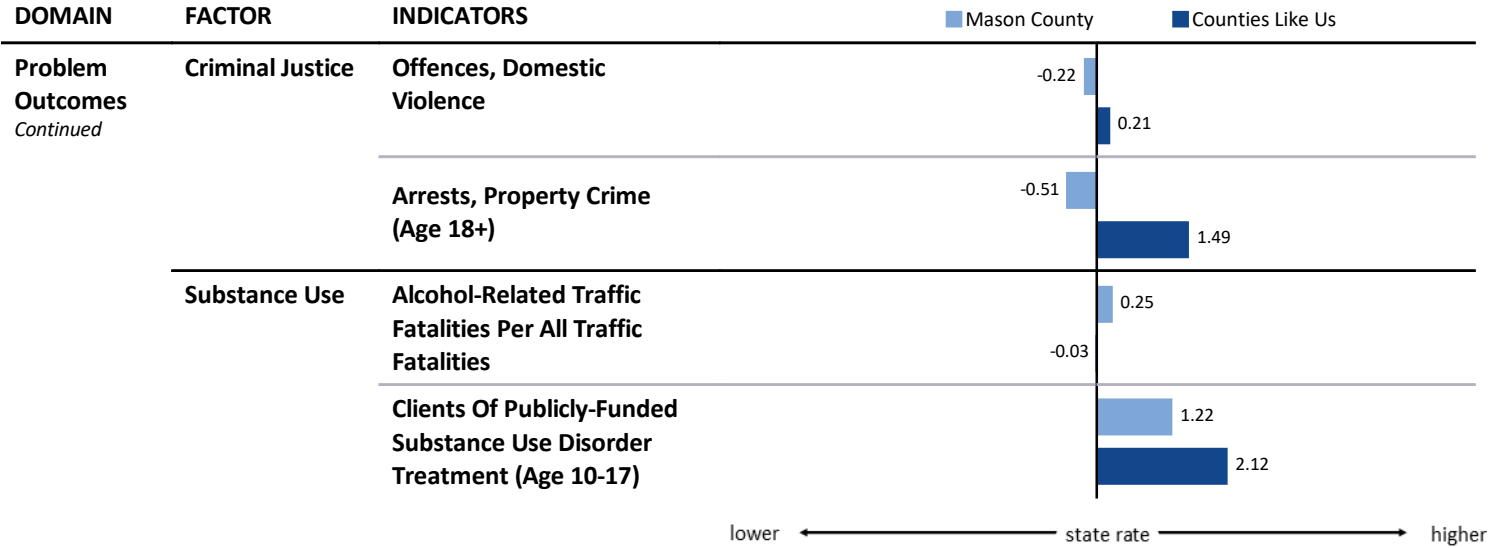 DOMAIN FACTOR INDICATORS Mason County Counties Like Us
Problem Outcomes Continued
Criminal Justice
Offences, Domestic
Violence
-0.22
0.21
Arrests, Property Crime
(Age 18+)
-0.51
1.49
Substance Use
Alcohol-Related Traffic
Fatalities Per All Traffic
Fatalities
0.25
-0.03
Clients Of Publicly-Funded
Substance Use Disorder
Treatment (Age 10-17)
1.22
2.12
lower state rate higher